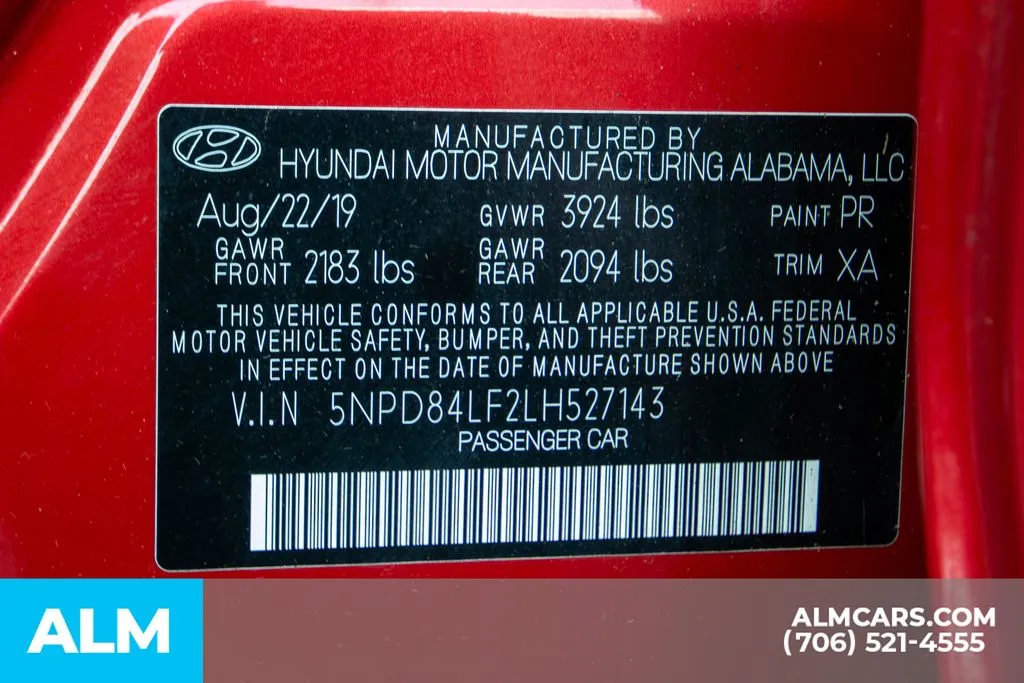 MANUFACTURED BY
HYUNDAI MOTOR MANUFACTURING ALABAMA, LLC
Aug/22/19 GVWR 3924 lbs PAINT PR
GAWR FRONT 2183 lbs GAWR REAR 2094 lbs TRIM XA
THIS VEHICLE CONFORMS TO ALL APPLICABLE U.S.A. FEDERAL
MOTOR VEHICLE SAFETY, BUMPER, AND THEFT PREVENTION STANDARDS
IN EFFECT ON THE DATE OF MANUFACTURE SHOWN ABOVE
V.I.N 5NPD84LF2LH527143
PASSENGER CAR
ALM
ALMCARS.COM
(706) 521-4555